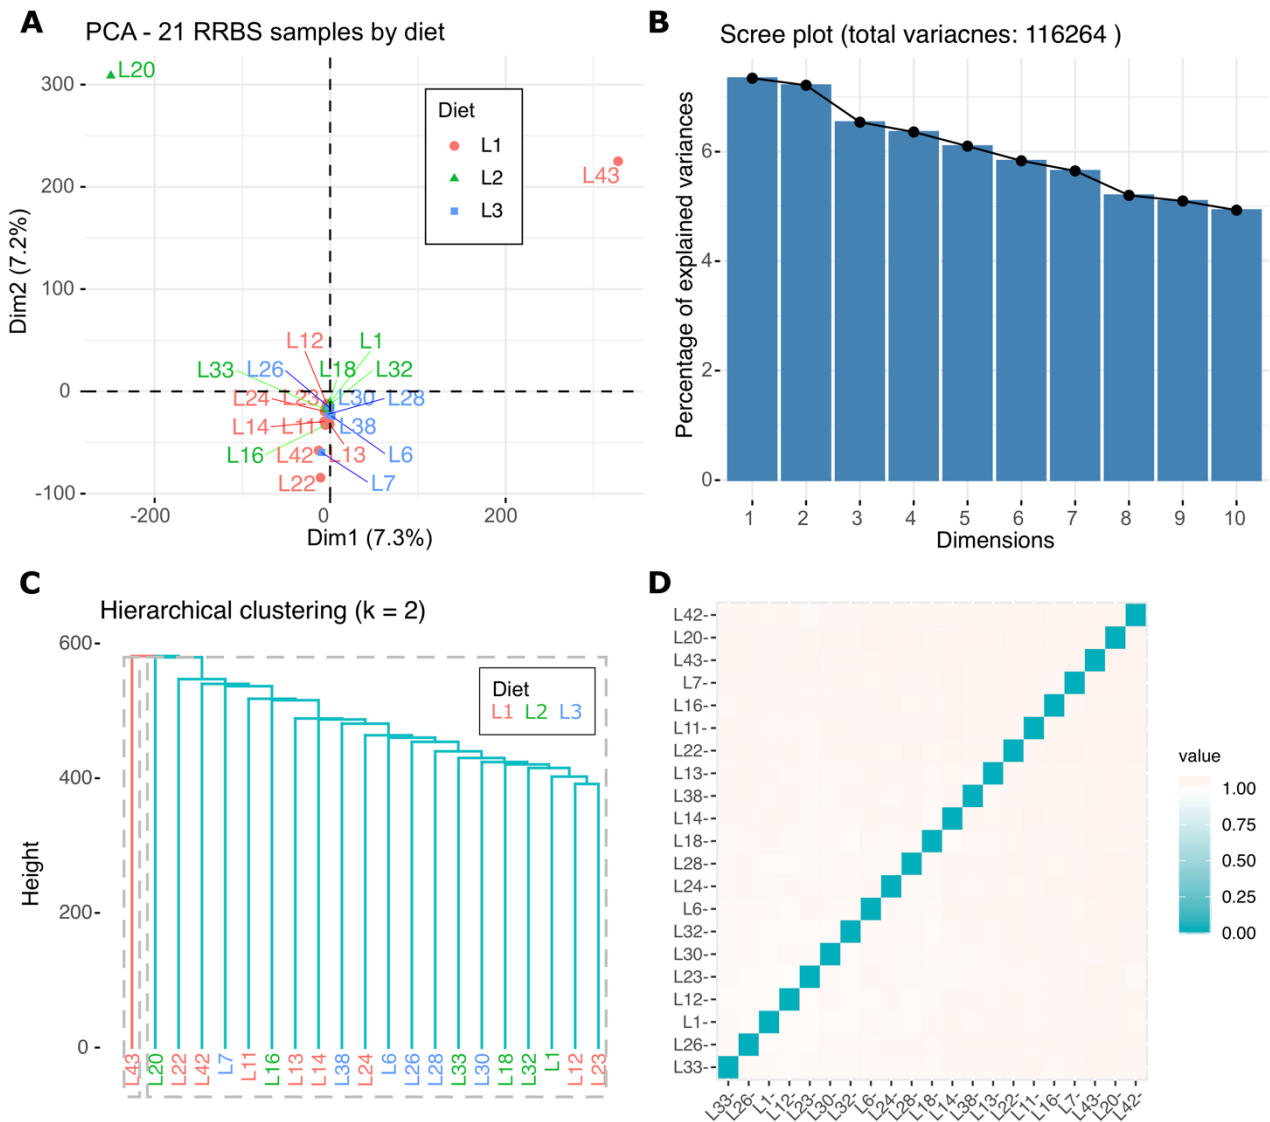 A
PCA - 21 RRBS samples by diet
L20
300
Diet
L1
L2
L3
L43
200
100
Dim2 (7.2%)
L12
L1
L33
L26
L18
L32
0
L24
L23
L30
L28
L14
L11
L38
L16
L42
L13
L6
L22
L7
-100
-200
0
200
Dim1 (7.3%)
B
Scree plot (total variacnes: 116264 )
Percentage of explained variances
6
4
2
0
1 2 3 4 5 6 7 8 9 10
Dimensions
C
Hierarchical clustering (k = 2)
600
400
200
0
Height
Diet
L1 L2 L3
L43 L20 L22 L42 L7 L11 L16 L13 L14 L38 L24 L6 L26 L28 L33 L30 L18 L32 L1 L12 L23
D
L42
L20
L43
L7
L16
L11
L22
L13
L38
L14
L18
L28
L24
L6
L32
L30
L23
L12
L1
L26
L33
L33 L26 L1 L12 L23 L30 L32 L6 L24 L28 L18 L14 L38 L13 L22 L11 L16 L7 L43 L20 L42
value
1.00
0.75
0.50
0.25
0.00